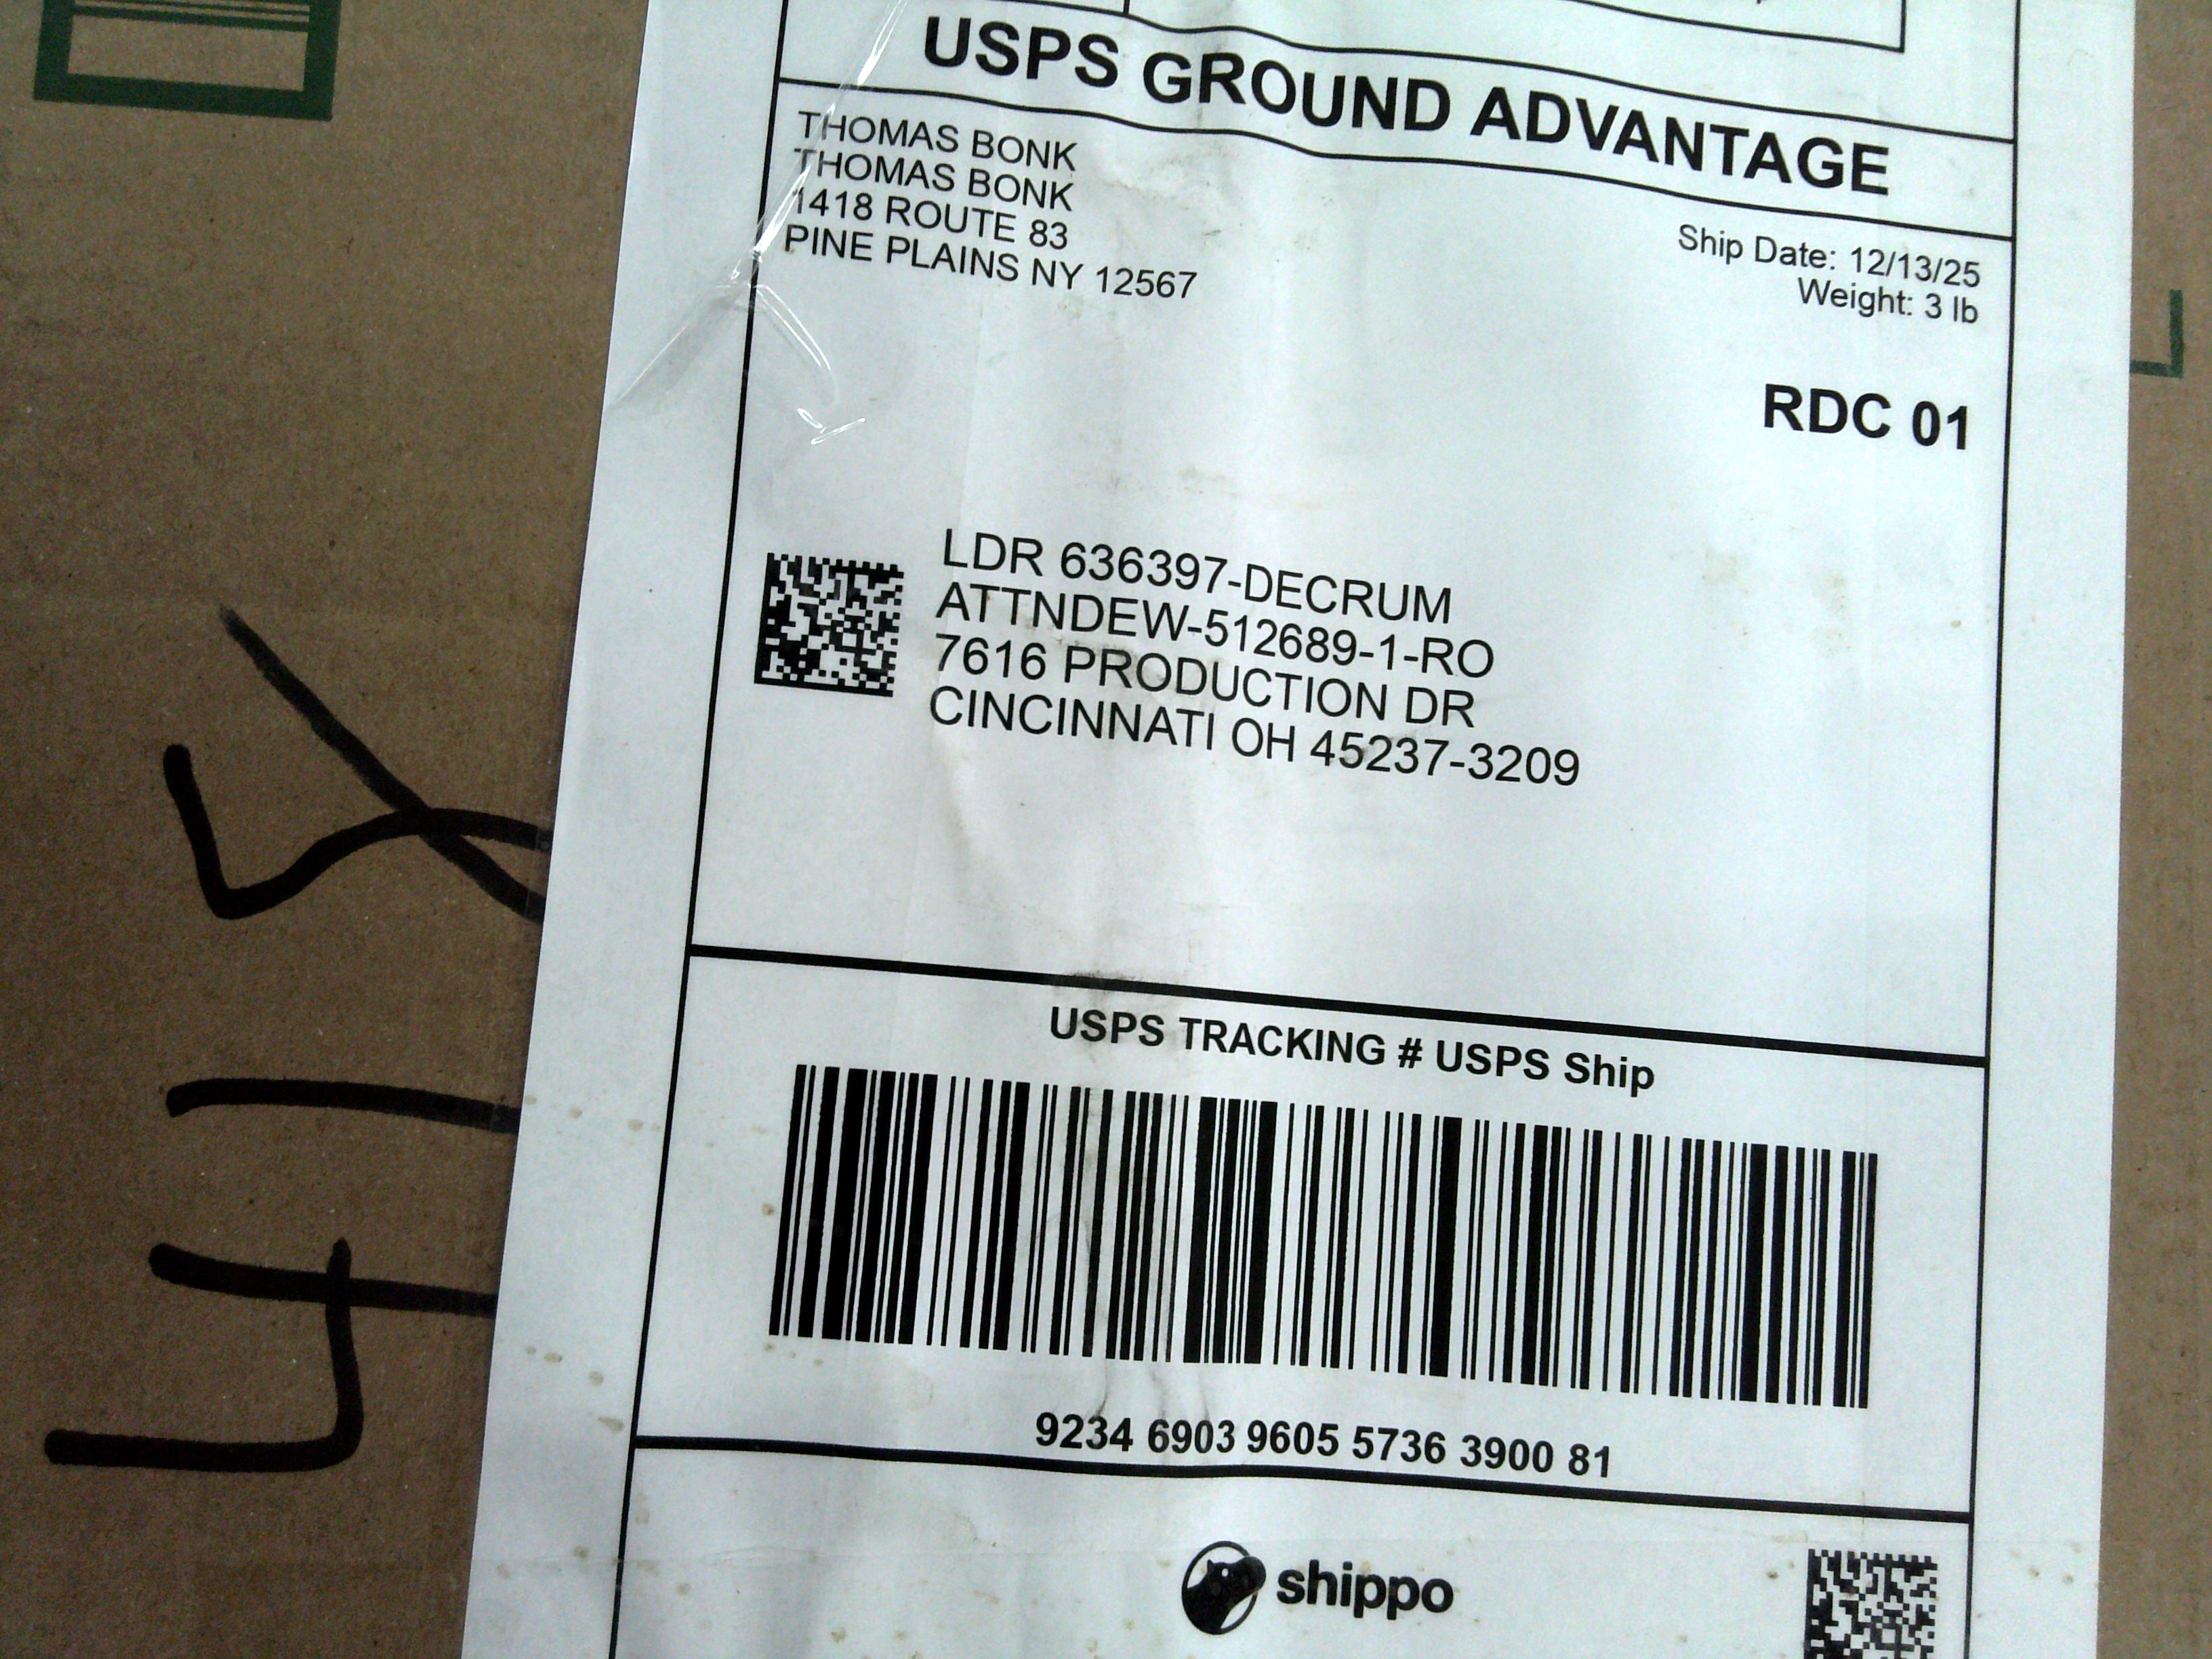 USPS GROUND ADVANTAGE
THOMAS BONK
THOMAS BONK
1418 ROUTE 83
PINE PLAINS NY 12567
Ship Date: 12/13/25
Weight: 3 lb
RDC 01
LDR 636397-DECRUM
ATTNDEW-512689-1-RO
7616 PRODUCTION DR
CINCINNATI OH 45237-3209
USPS TRACKING # USPS Ship
9234 6903 9605 5736 3900 81
shippo